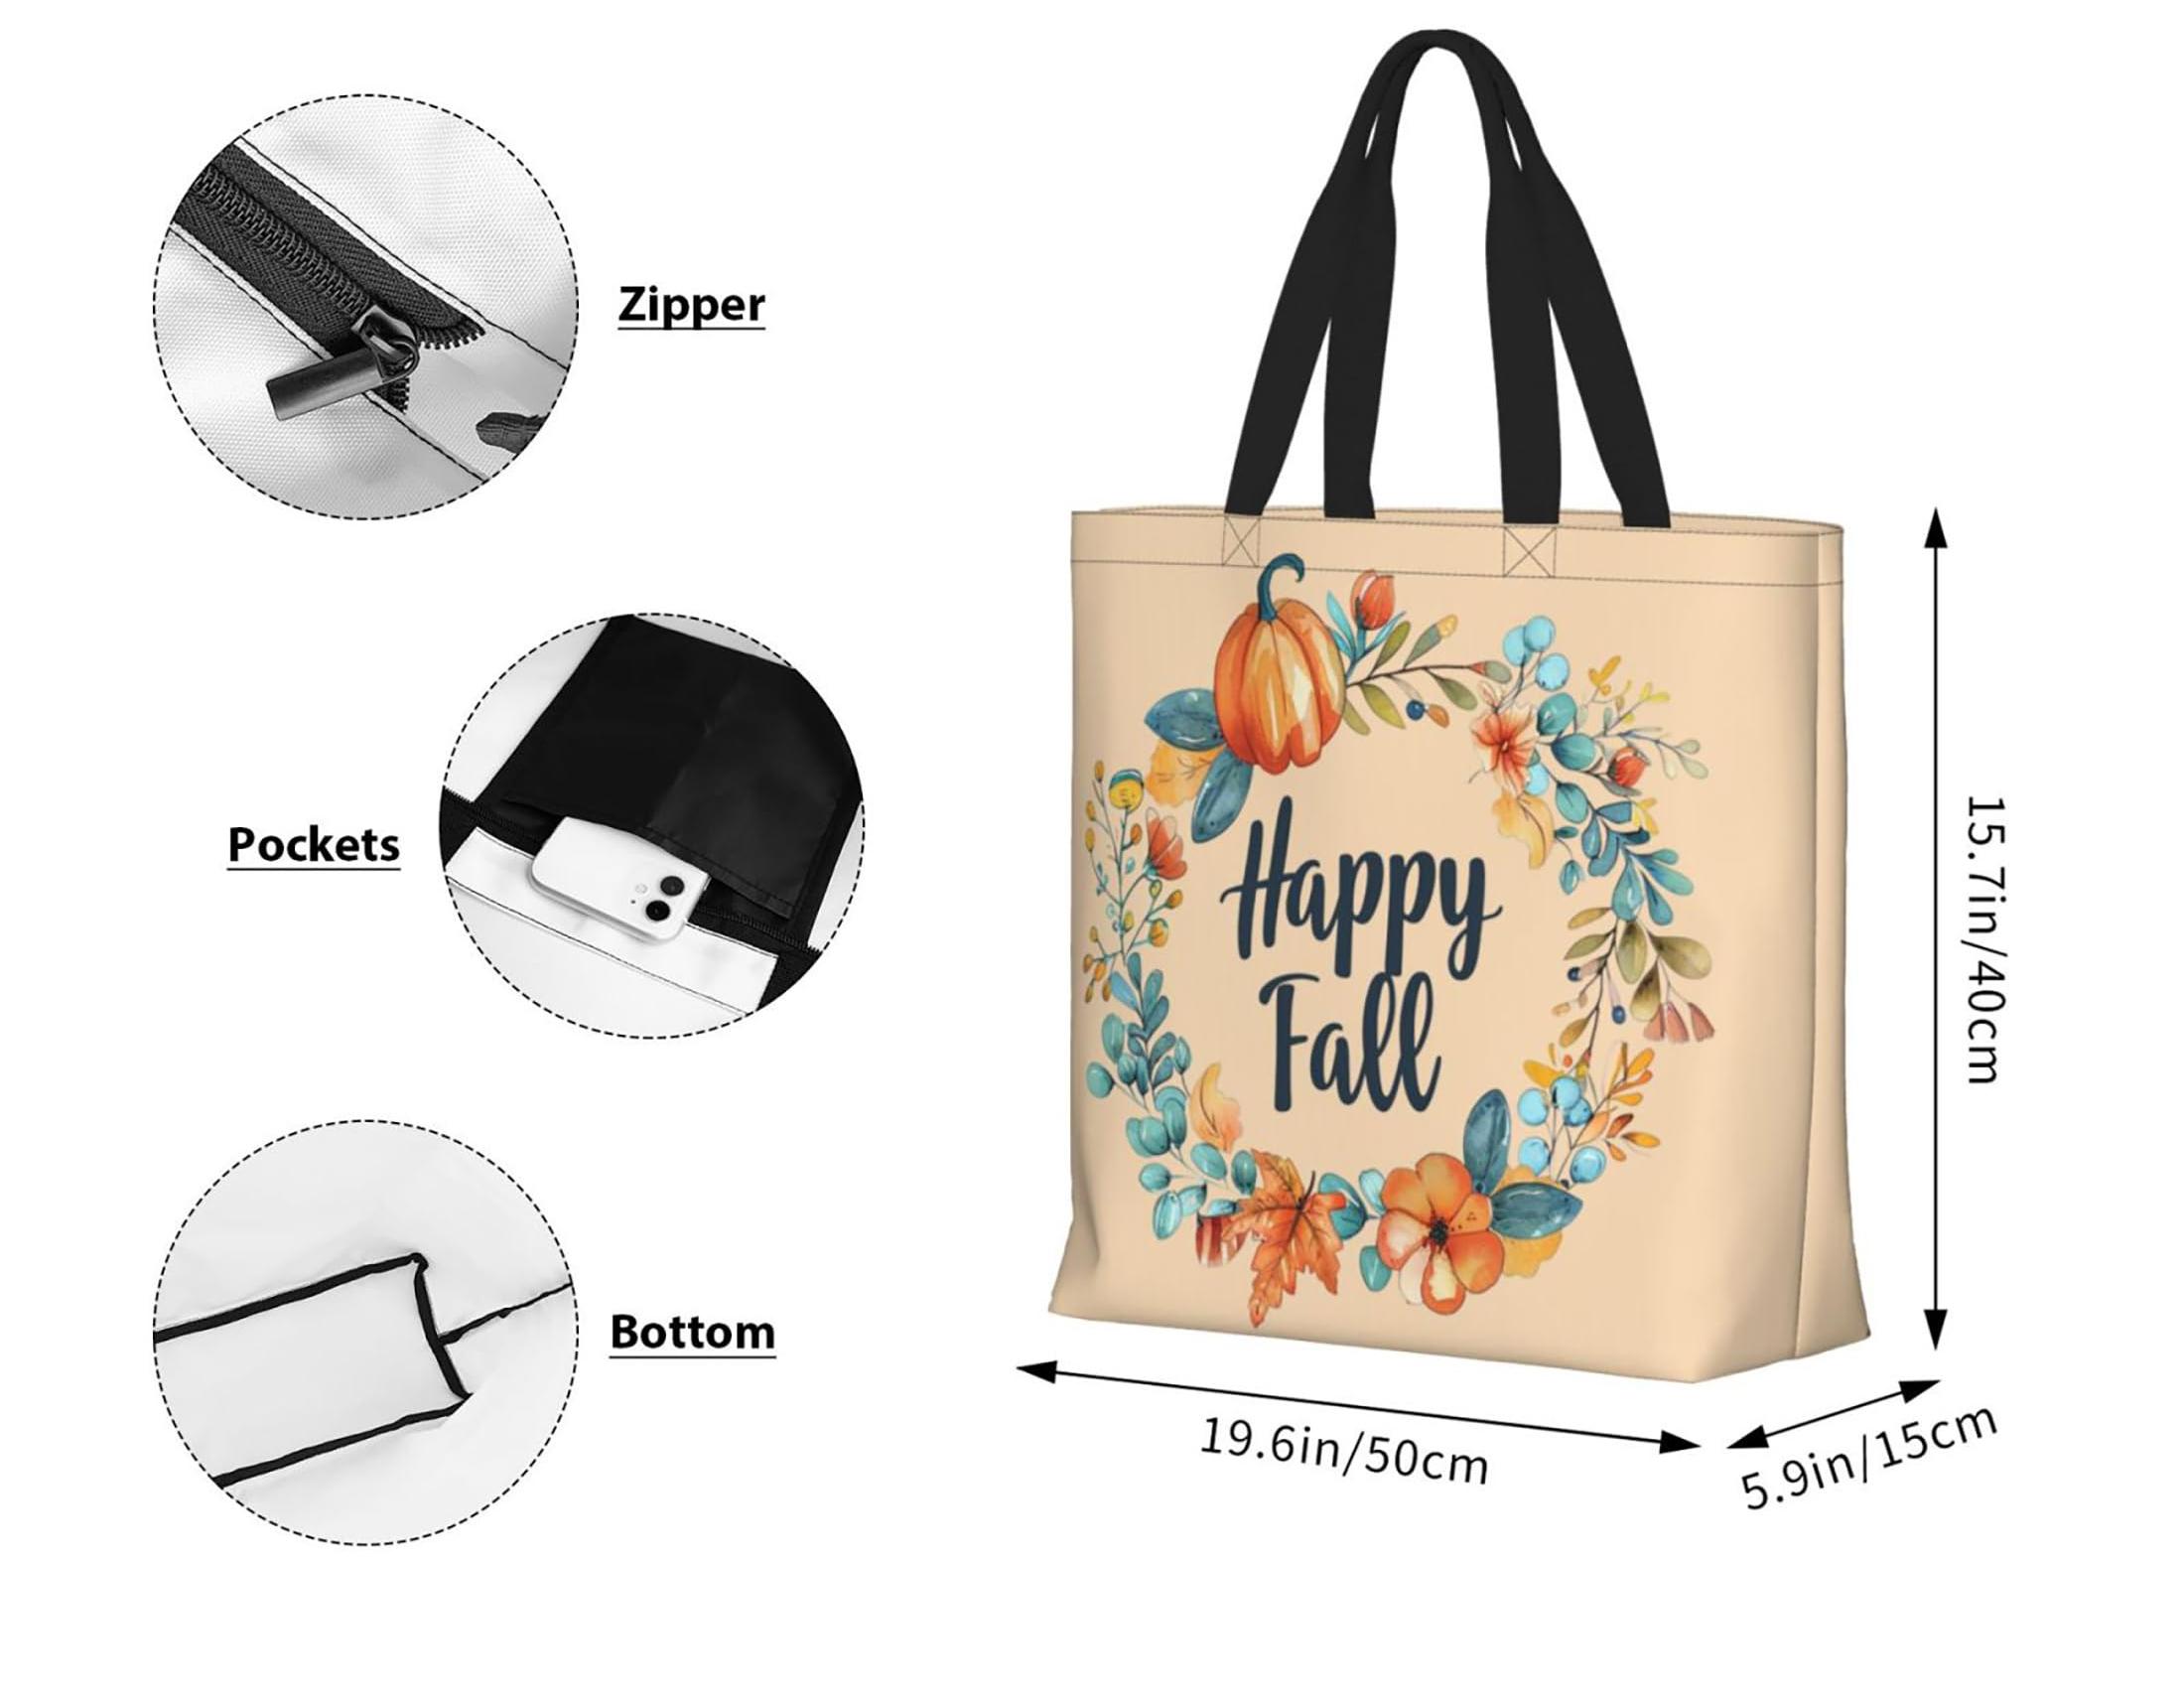 Zipper
Pockets
Bottom
Happy
Fall
15.7in/40cm
19.6in/50cm
5.9in/15cm